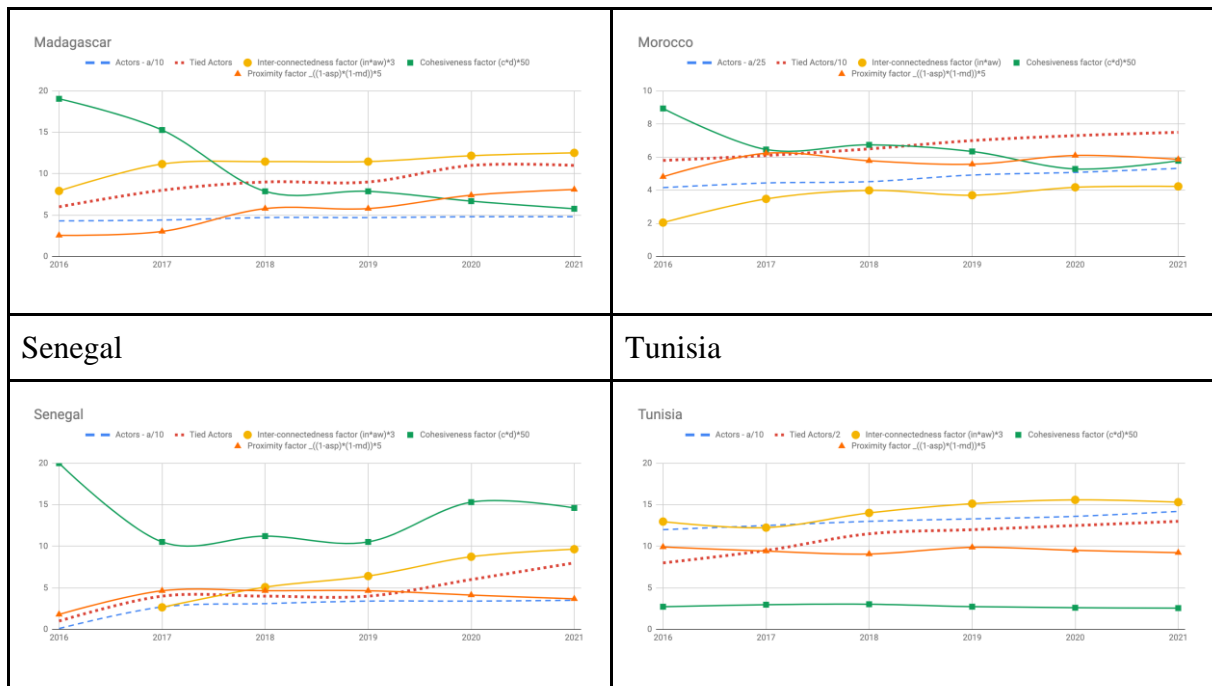 Madagascar
Actors - a/10 Tied Actors Inter-connectedness factor (in*aw)*3 Cohesiveness factor (c*d)*50
Proximity factor _((1-asp)*(1-md))*5
20
15
10
5
0
2016 2017 2018 2019 2020 2021
Morocco
Actors - a/25 Tied Actors/10 Inter-connectedness factor (in*aw) Cohesiveness factor (c*d)*50
Proximity factor _((1-asp)*(1-md))*5
10
8
6
4
2
0
2016 2017 2018 2019 2020 2021
Senegal
Tunisia
Senegal
Actors - a/10 Tied Actors Inter-connectedness factor (in*aw)*3 Cohesiveness factor (c*d)*50
Proximity factor _((1-asp)*(1-md))*5
20
15
10
5
0
2016 2017 2018 2019 2020 2021
Tunisia
Actors - a/10 Tied Actors/2 Inter-connectedness factor (in*aw)*3 Cohesiveness factor (c*d)*50
Proximity factor _((1-asp)*(1-md))*5
20
15
10
5
0
2016 2017 2018 2019 2020 2021